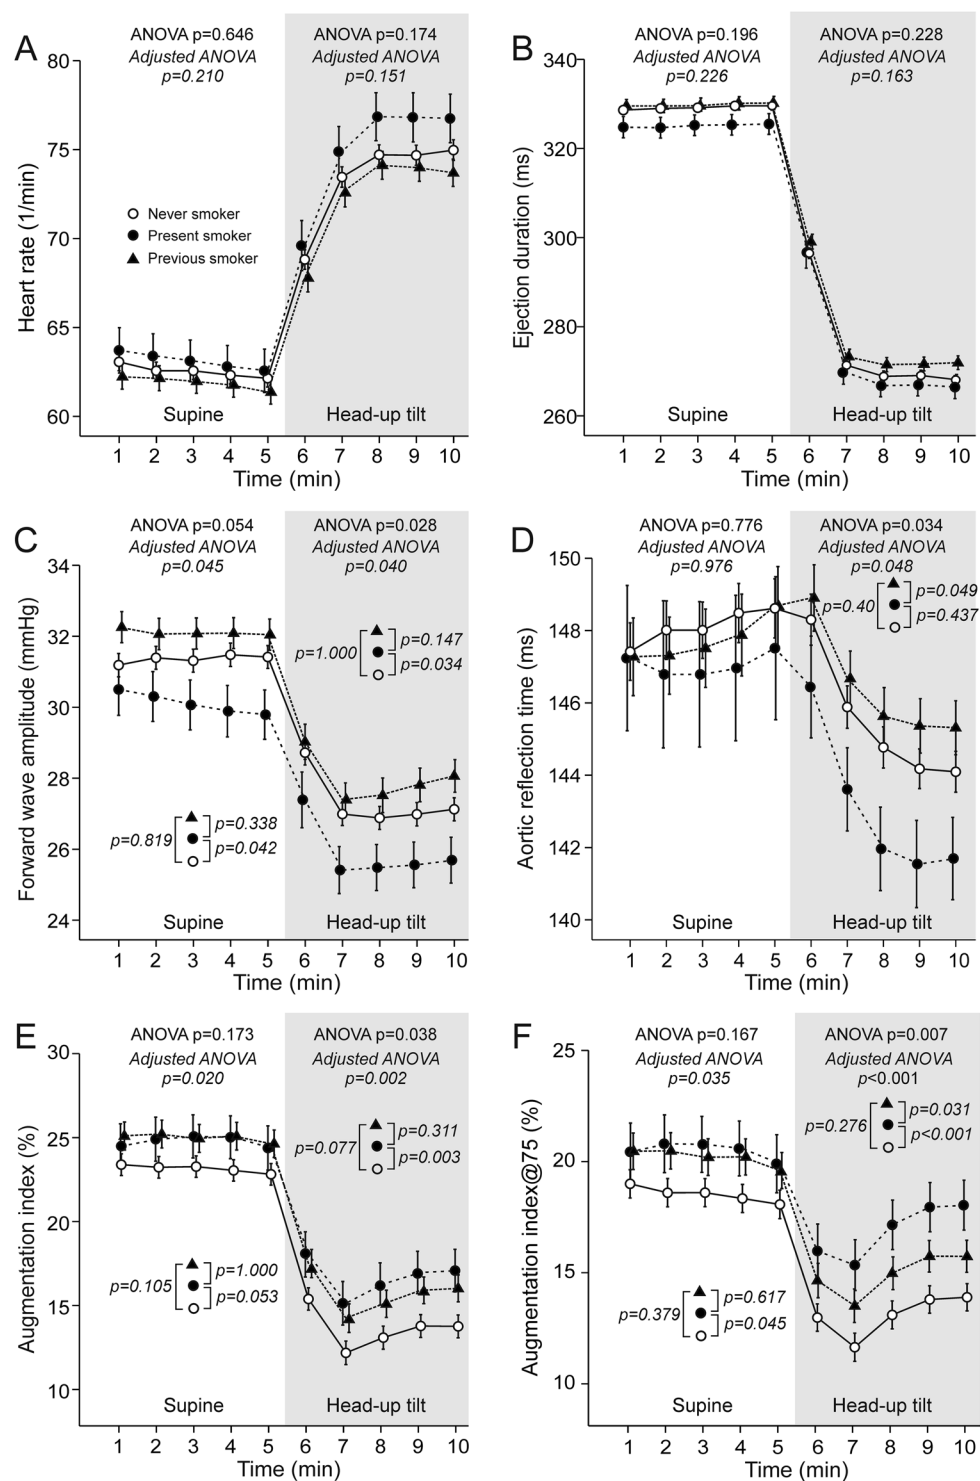 A
ANOVA p=0.646
Adjusted ANOVA
p=0.210
ANOVA p=0.174
Adjusted ANOVA
p=0.151
Heart rate (1/min)
80
75
70
65
60
Never smoker
Present smoker
Previous smoker
Supine
Head-up tilt
1 2 3 4 5 6 7 8 9 10
Time (min)
B
ANOVA p=0.196
Adjusted ANOVA
p=0.226
ANOVA p=0.228
Adjusted ANOVA
p=0.163
Ejection duration (ms)
340
320
300
280
260
Supine
Head-up tilt
1 2 3 4 5 6 7 8 9 10
Time (min)
C
ANOVA p=0.054
Adjusted ANOVA
p=0.045
ANOVA p=0.028
Adjusted ANOVA
p=0.040
Forward wave amplitude (mmHg)
34
32
30
28
26
24
p=1.000
p=0.147
p=0.034
p=0.819
p=0.338
p=0.042
Supine
Head-up tilt
1 2 3 4 5 6 7 8 9 10
Time (min)
D
ANOVA p=0.776
Adjusted ANOVA
p=0.976
ANOVA p=0.034
Adjusted ANOVA
p=0.048
Aortic reflection time (ms)
150
148
146
144
142
140
p=0.40
p=0.049
p=0.437
Supine
Head-up tilt
1 2 3 4 5 6 7 8 9 10
Time (min)
E
ANOVA p=0.173
Adjusted ANOVA
p=0.020
ANOVA p=0.038
Adjusted ANOVA
p=0.002
Augmentation index (%)
30
25
20
15
10
p=0.077
p=0.311
p=0.003
p=0.105
p=1.000
p=0.053
Supine
Head-up tilt
1 2 3 4 5 6 7 8 9 10
Time (min)
F
ANOVA p=0.167
Adjusted ANOVA
p=0.035
ANOVA p=0.007
Adjusted ANOVA
p<0.001
Augmentation index@75 (%)
25
20
15
10
p=0.276
p=0.031
p<0.001
p=0.379
p=0.617
p=0.045
Supine
Head-up tilt
1 2 3 4 5 6 7 8 9 10
Time (min)